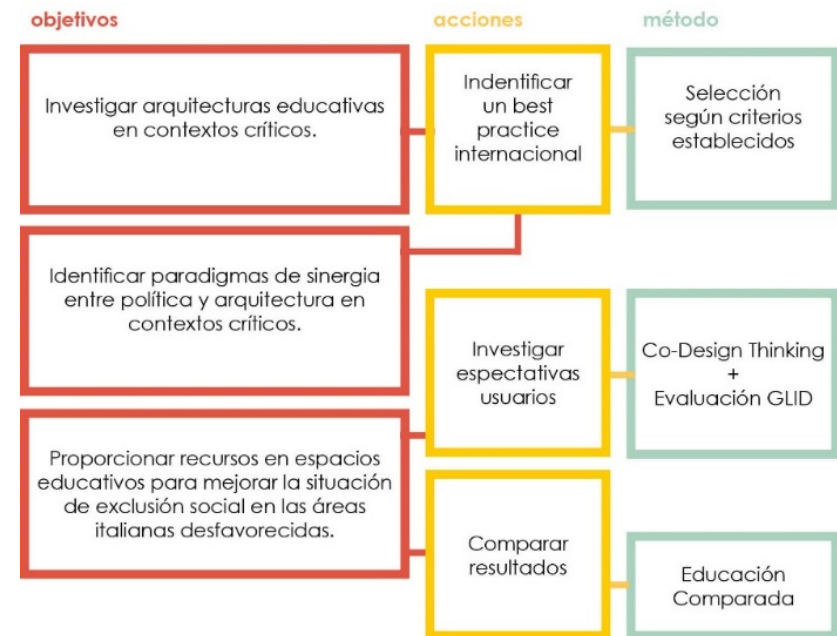 objetivos
acciones
método
Investigar arquitecturas educativas
en contextos críticos.
Indentificar
un best
practice
internacional
Selección
según criterios
establecidos
Identificar paradigmas de sinergia
entre política y arquitectura en
contextos críticos.
Investigar
espectativas
usuarios
Co-Design Thinking
+
Evaluación GLID
Proporcionar recursos en espacios
educativos para mejorar la situación
de exclusión social en las áreas
italianas desfavorecidas.
Comparar
resultados
Educación
Comparada